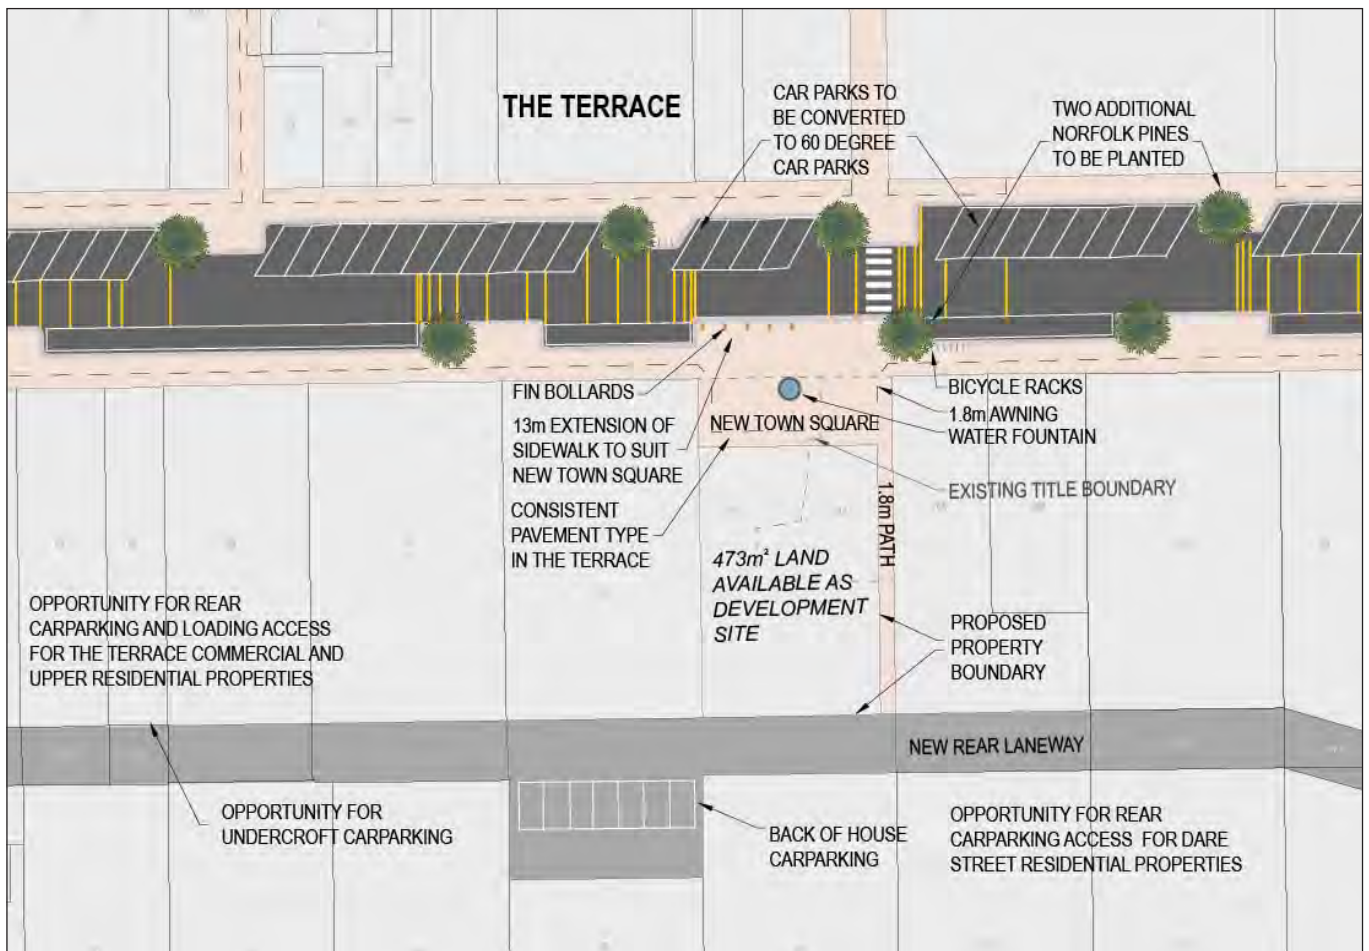 THE TERRACE
CAR PARKS TO
BE CONVERTED
TO 60 DEGREE
CAR PARKS
TWO ADDITIONAL
NORFOLK PINES
TO BE PLANTED
FIN BOLLARDS
13m EXTENSION OF
SIDEWALK TO SUIT
NEW TOWN SQUARE
CONSISTENT
PAVEMENT TYPE
IN THE TERRACE
NEW TOWN SQUARE
BICYCLE RACKS
1.8m AWNING
WATER FOUNTAIN
EXISTING TITLE BOUNDARY
1.8m PATH
473m² LAND
AVAILABLE AS
DEVELOPMENT
SITE
OPPORTUNITY FOR REAR
CARPARKING AND LOADING ACCESS
FOR THE TERRACE COMMERCIAL AND
UPPER RESIDENTIAL PROPERTIES
PROPOSED
PROPERTY
BOUNDARY
NEW REAR LANEWAY
OPPORTUNITY FOR
UNDERCROFT CARPARKING
BACK OF HOUSE
CARPARKING
OPPORTUNITY FOR REAR
CARPARKING ACCESS FOR DARE
STREET RESIDENTIAL PROPERTIES